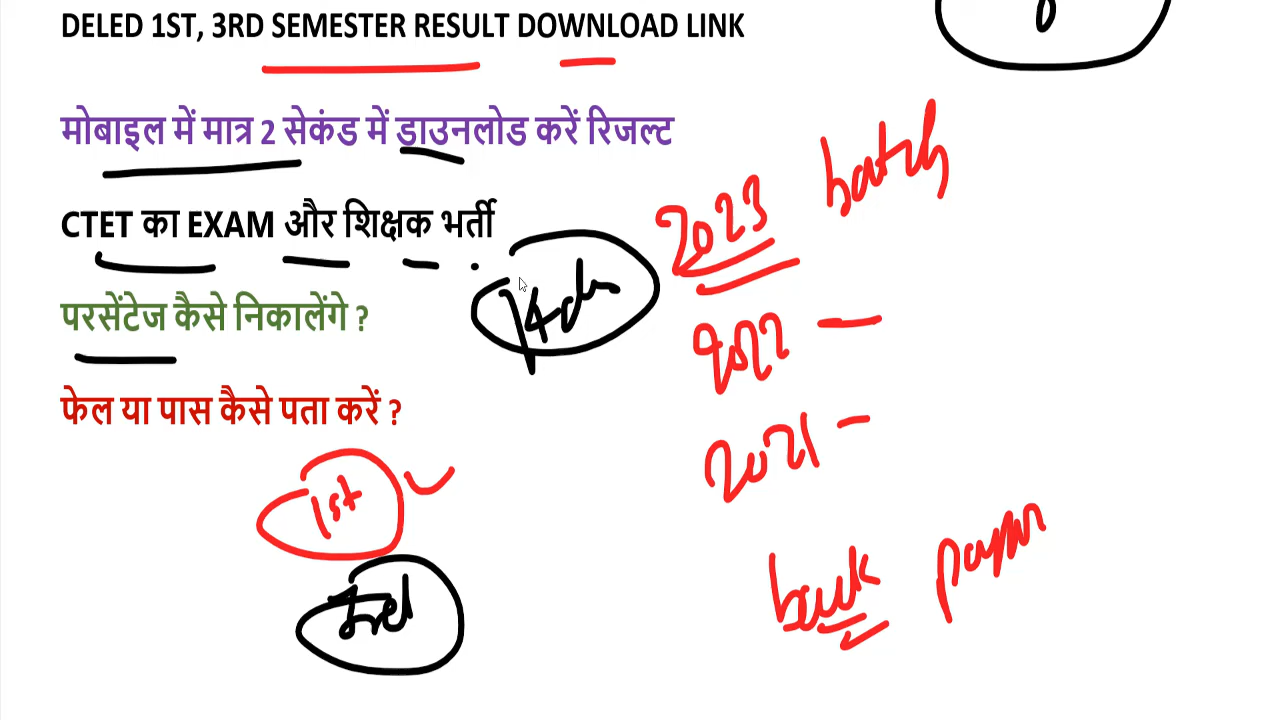 DELED 1ST, 3RD SEMESTER RESULT DOWNLOAD LINK
मोबाइल में मात्र 2 सेकंड में डाउनलोड करें रिजल्ट
CTET का EXAM और शिक्षक भर्ती
परसेंटेज कैसे निकालेंगे ?
फेल या पास कैसे पता करें ?
1st
3rd
2023 batch
2022 —
2021 —
back paper